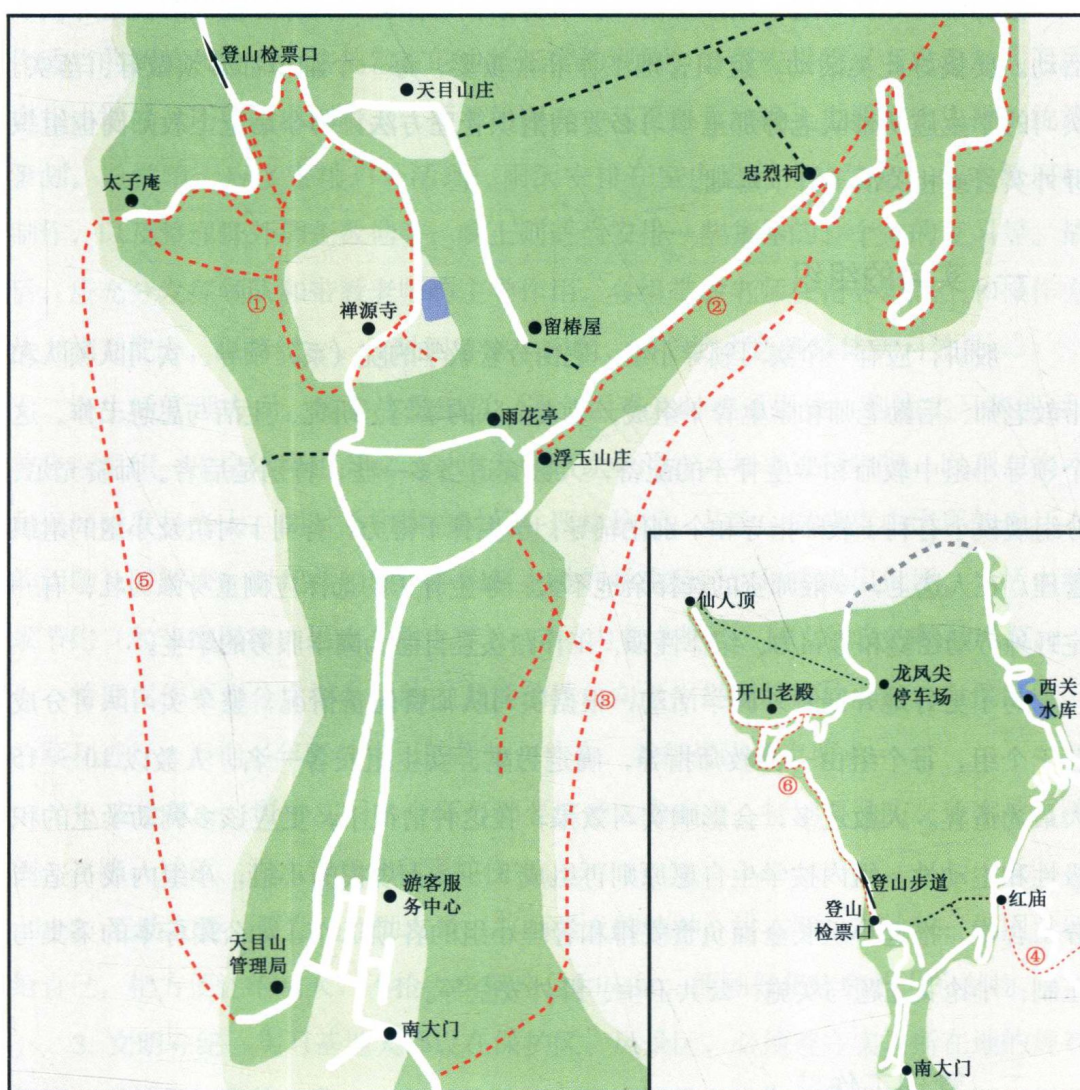 登山检票口
天目山庄
太子庵
忠烈祠
①
②
禅源寺
留椿屋
雨花亭
浮玉山庄
⑤
③
游客服
务中心
天目山
管理局
南大门
仙人顶
龙凤尖
停车场
开山老殿
西关
水库
⑥
登山步道
登山
检票口
红庙
④
南大门